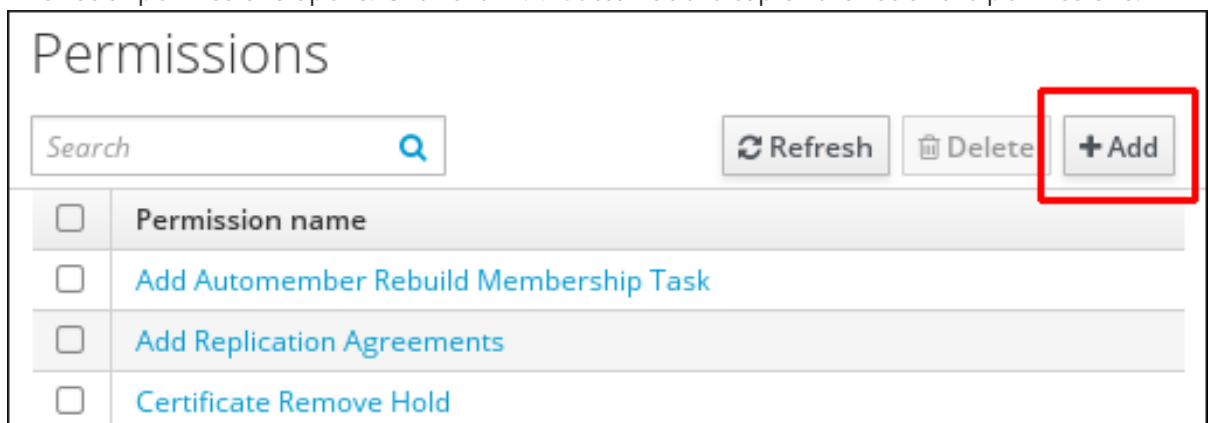 Permissions
Search Refresh Delete +Add
Permission name
Add Automember Rebuild Membership Task
Add Replication Agreements
Certificate Remove Hold